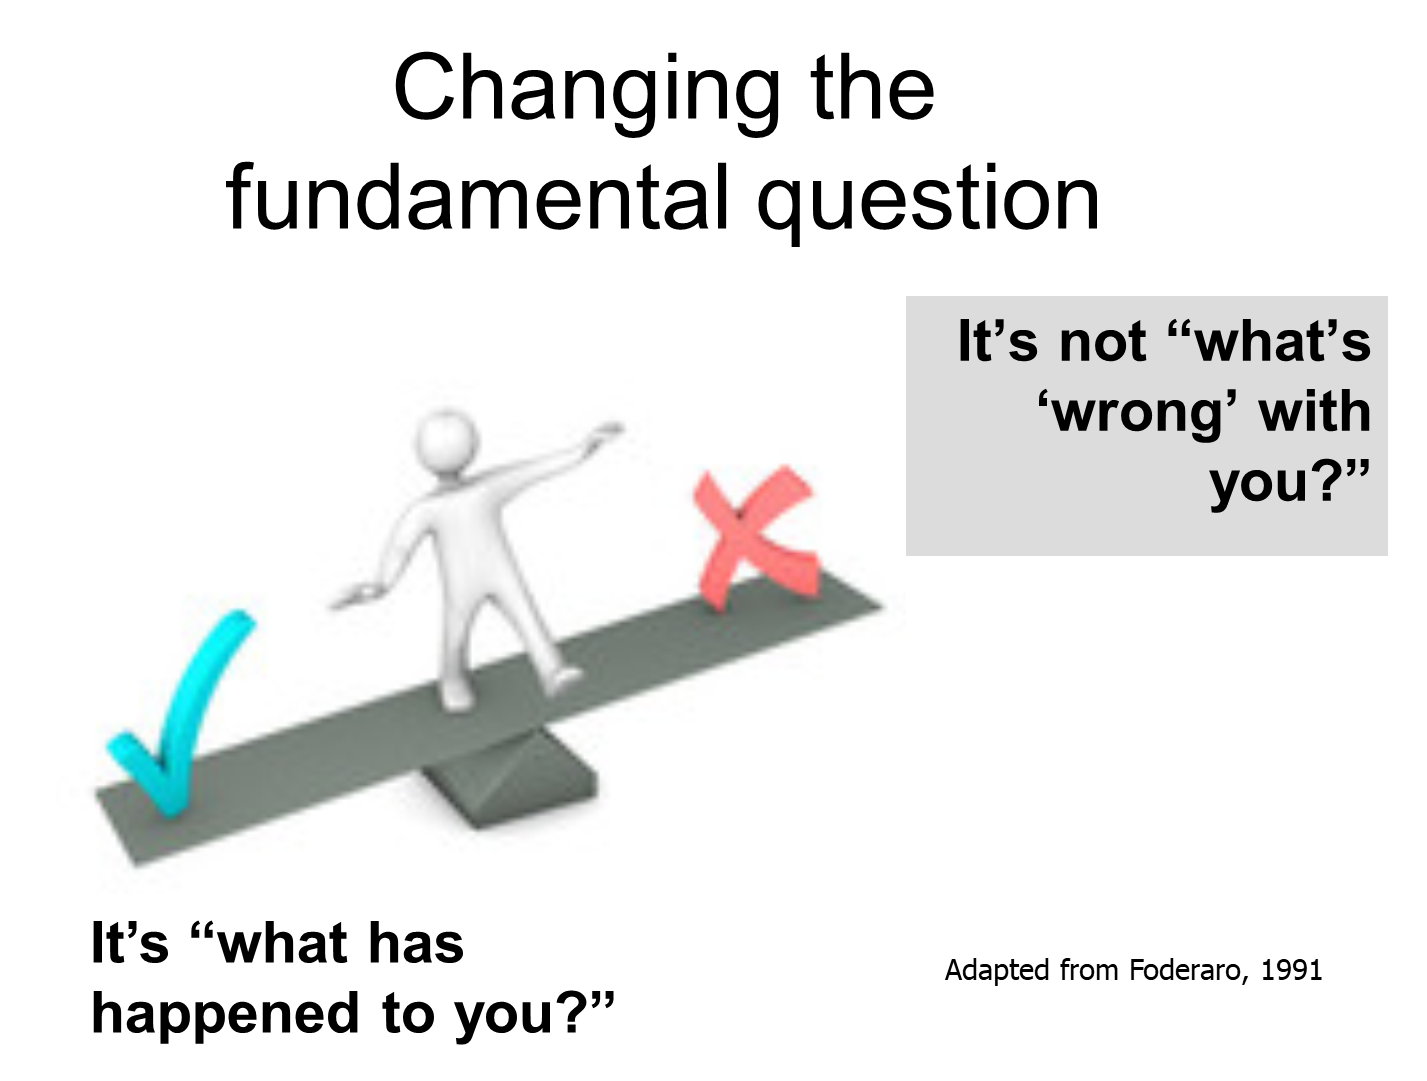 Changing the
fundamental question
It’s not “what’s
‘wrong’ with
you?”
It’s “what has
happened to you?”
Adapted from Foderaro, 1991